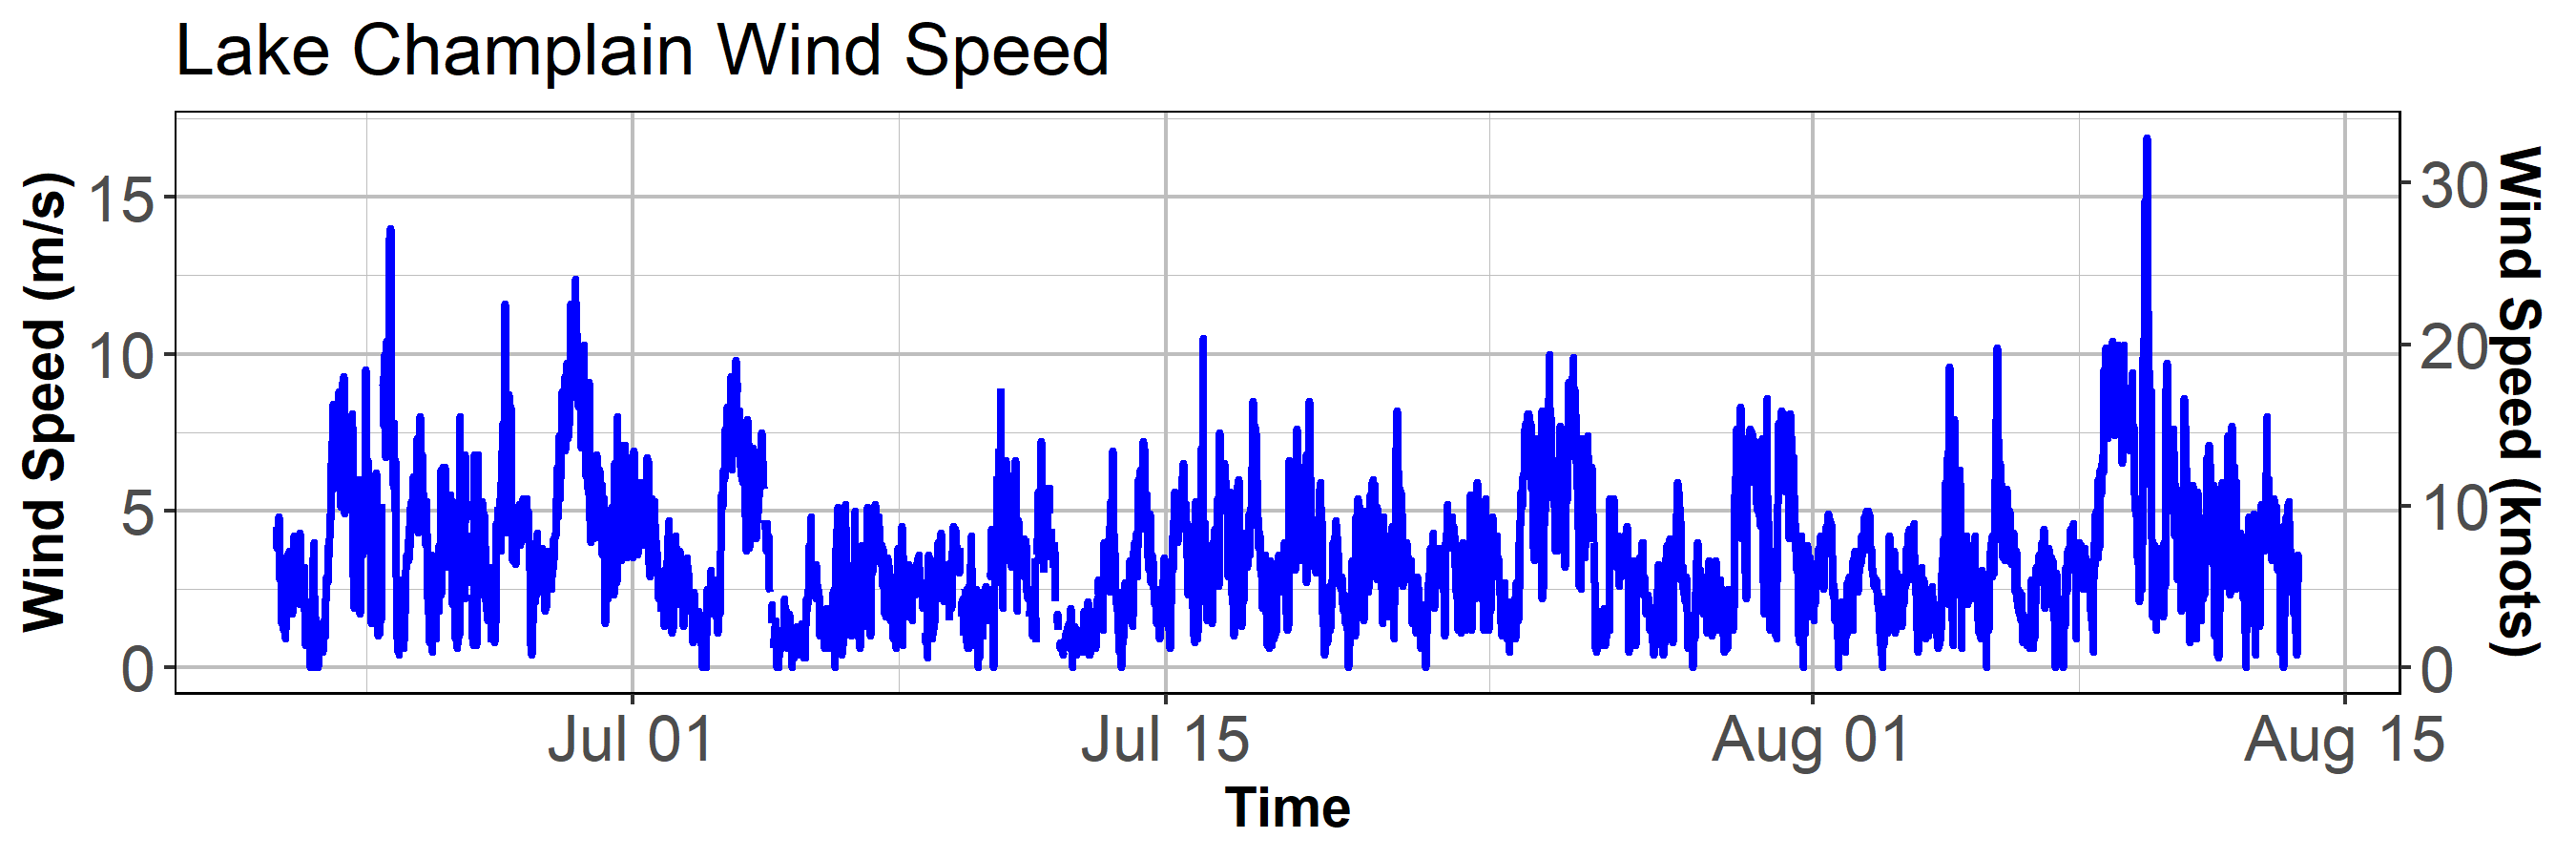 Lake Champlain Wind Speed
Wind Speed (m/s)
15
10
5
0
30
20
10
0
Wind Speed (knots)
Jul 01
Jul 15
Aug 01
Aug 15
Time